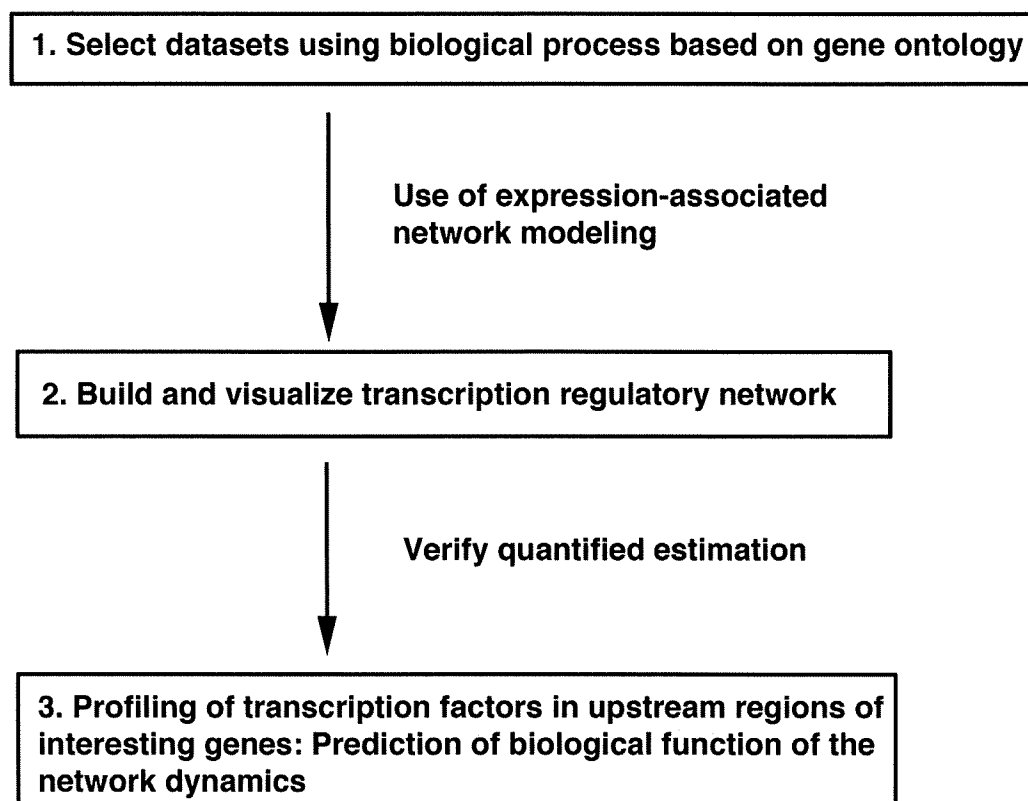 1. Select datasets using biological process based on gene ontology
Use of expression-associated
network modeling
2. Build and visualize transcription regulatory network
Verify quantified estimation
3. Profiling of transcription factors in upstream regions of
interesting genes: Prediction of biological function of the
network dynamics